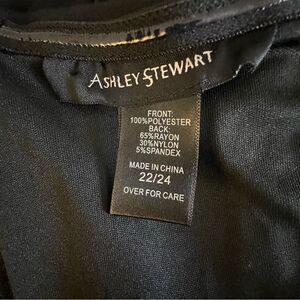 ASHLEY STEWART
FRONT:
100%POLYESTER
BACK:
65%RAYON
30%NYLON
5%SPANDEX
MADE IN CHINA
22/24
OVER FOR CARE